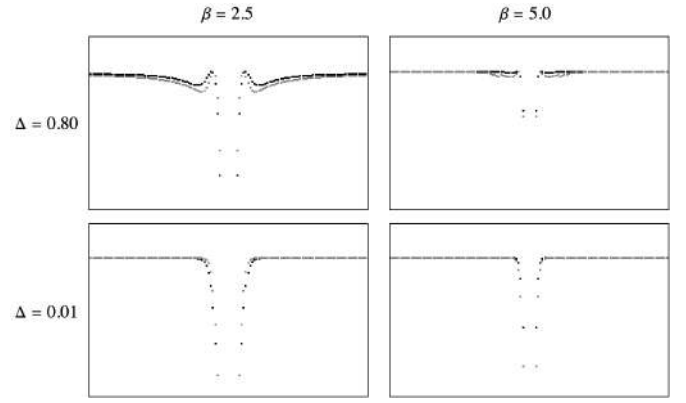 β = 2.5
β = 5.0
Δ = 0.80
Δ = 0.01